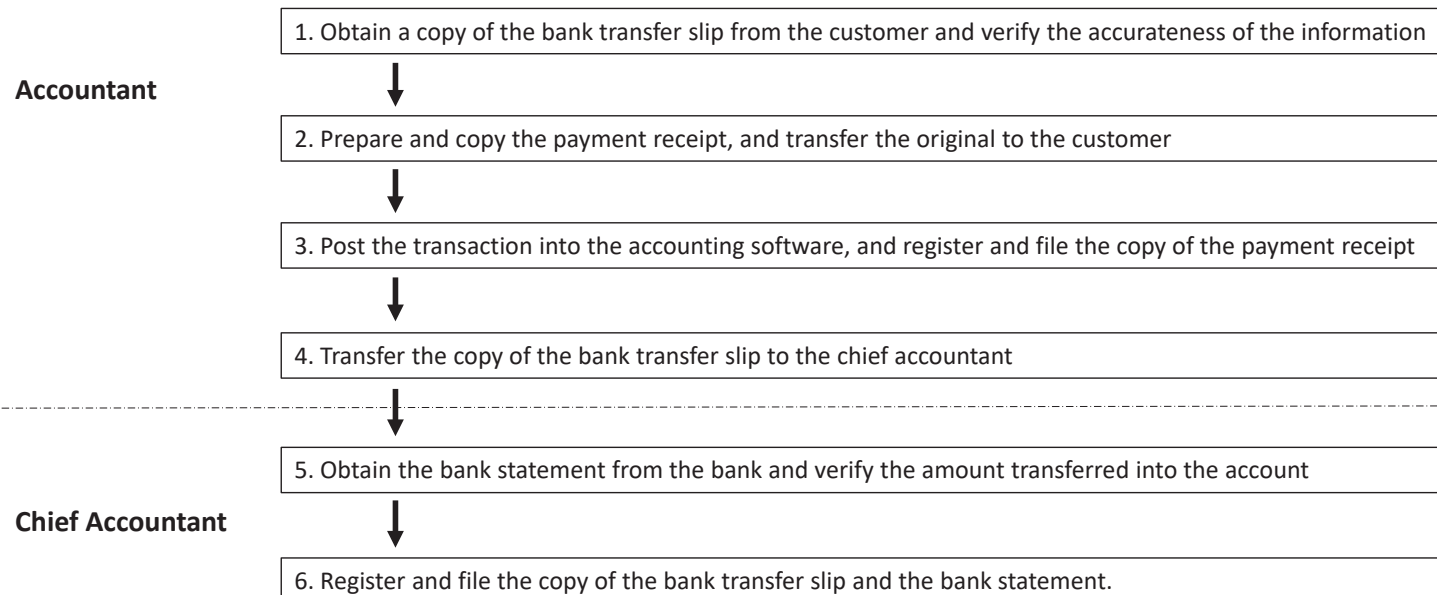 1. Obtain a copy of the bank transfer slip from the customer and verify the accurateness of the information
Accountant
2. Prepare and copy the payment receipt, and transfer the original to the customer
3. Post the transaction into the accounting software, and register and file the copy of the payment receipt
4. Transfer the copy of the bank transfer slip to the chief accountant
5. Obtain the bank statement from the bank and verify the amount transferred into the account
Chief Accountant
6. Register and file the copy of the bank transfer slip and the bank statement.